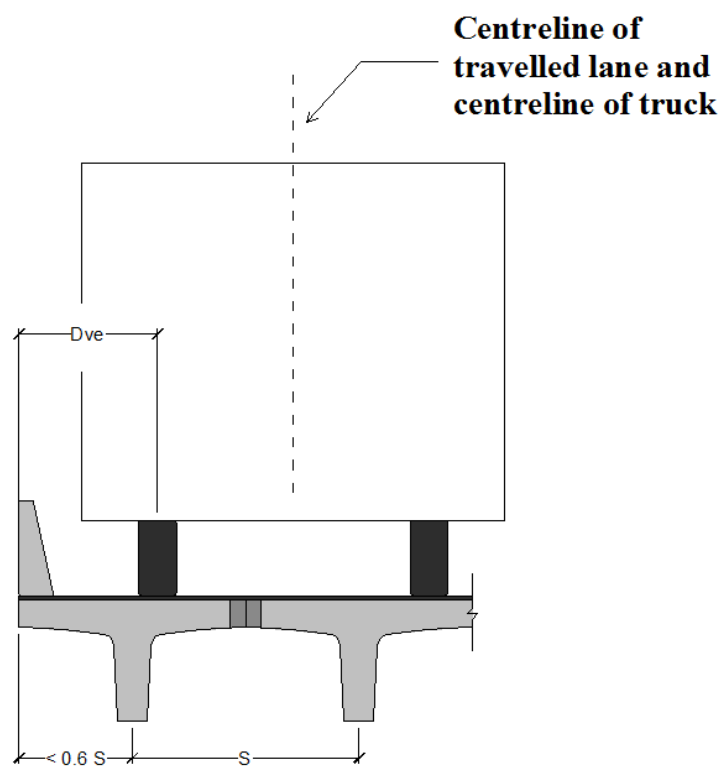 Centreline of
travelled lane and
centreline of truck
Dve
< 0.6 S
S